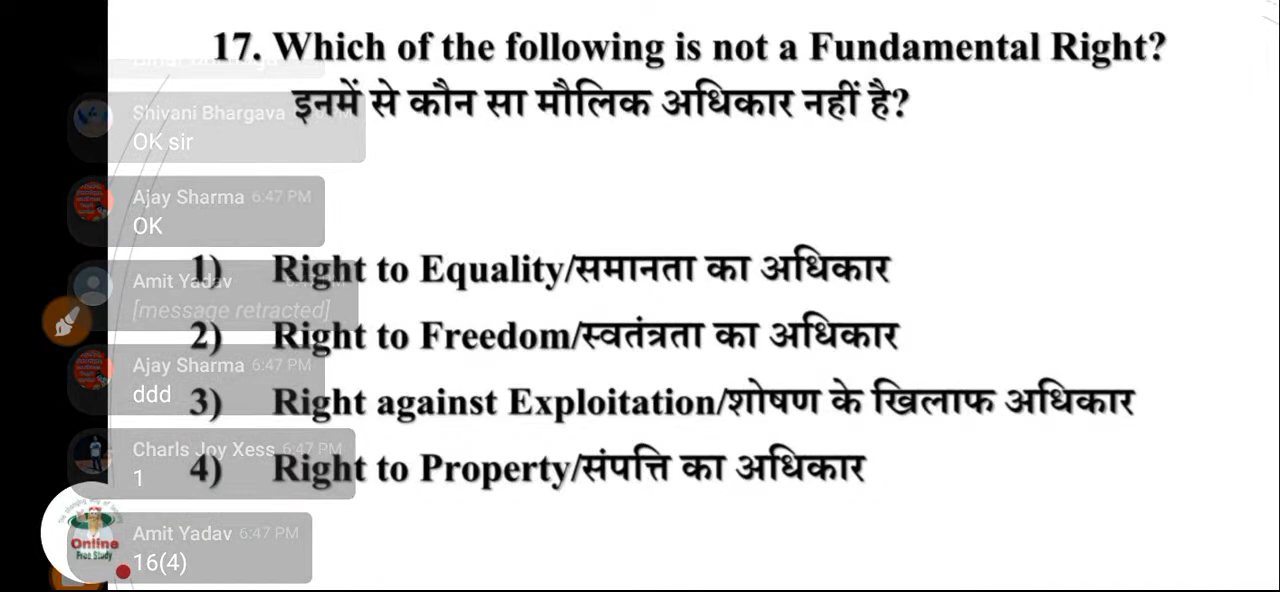 17. Which of the following is not a Fundamental Right?
इनमें से कौन सा मौलिक अधिकार नहीं है?
Shivani Bhargava
OK sir
Ajay Sharma 6:47 PM
OK
1) Right to Equality/समानता का अधिकार
Amit Yadav
[message retracted]
2) Right to Freedom/स्वतंत्रता का अधिकार
Ajay Sharma 6:47 PM
ddd
3) Right against Exploitation/शोषण के खिलाफ अधिकार
Charls Joy Xess 6:47 PM
1
4) Right to Property/संपत्ति का अधिकार
Online
Free Study
Amit Yadav 6:47 PM
16(4)